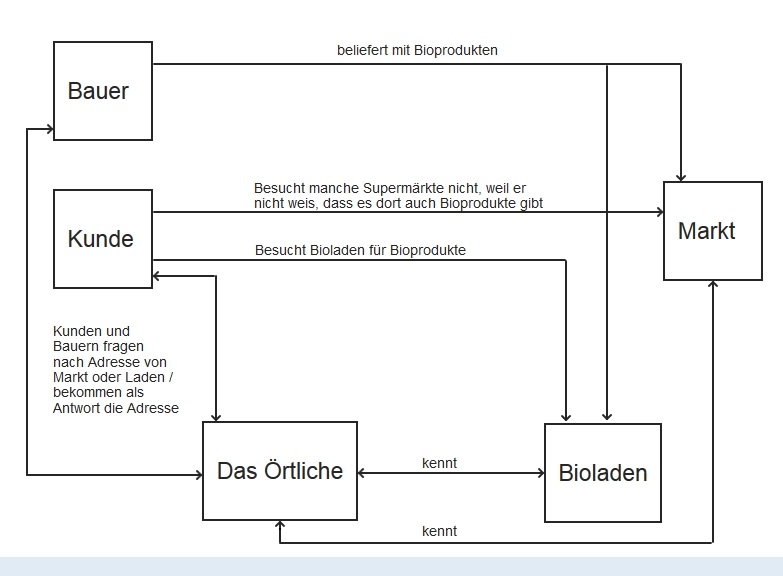 beliefert mit Bioprodukten
Bauer
Besucht manche Supermärkte nicht, weil er
nicht weis, dass es dort auch Bioprodukte gibt
Kunde
Markt
Besucht Bioladen für Bioprodukte
Kunden und
Bauern fragen
nach Adresse von
Markt oder Laden /
bekommen als
Antwort die Adresse
Das Örtliche
kennt
Bioladen
kennt